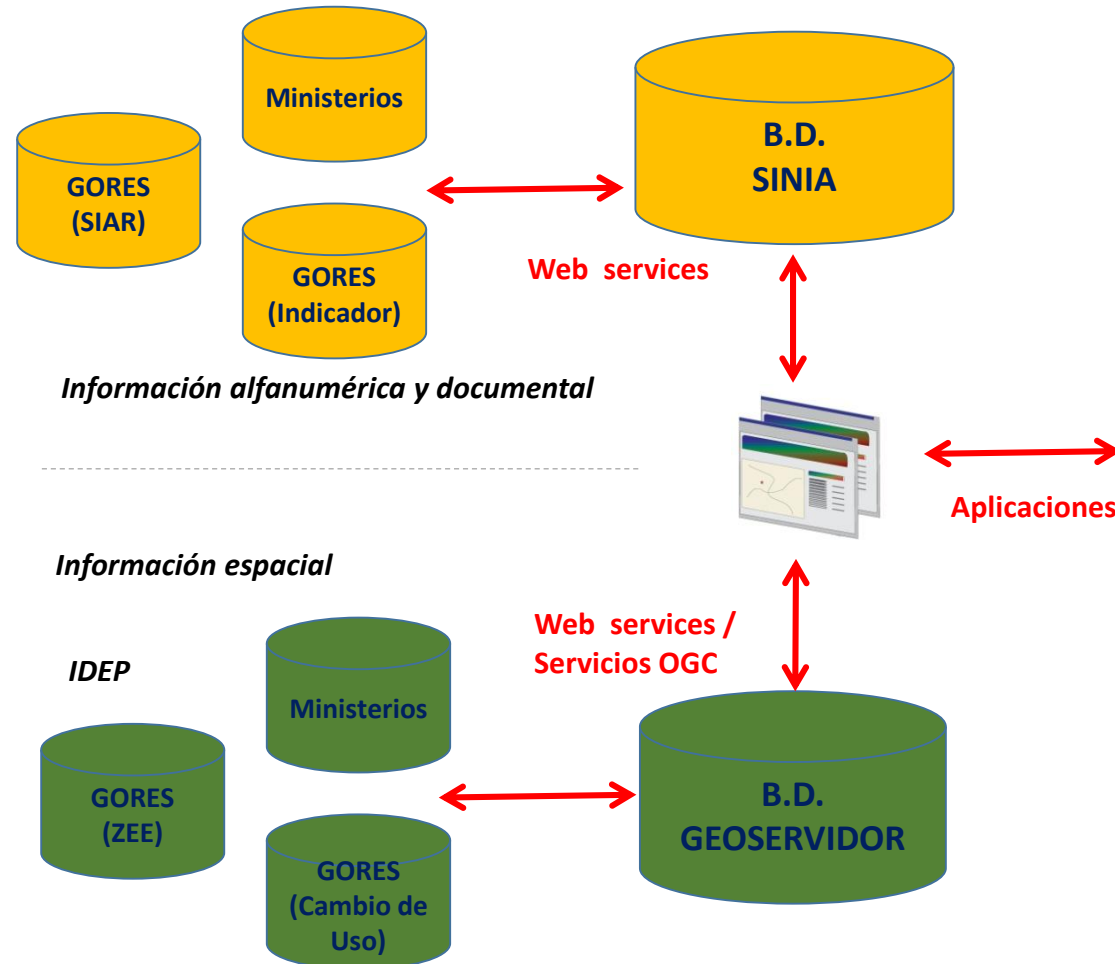 Ministerios
GORES
(SIAR)
GORES
(Indicador)
B.D.
SINIA
Web services
Información alfanumérica y documental
Aplicaciones
Información espacial
IDEP
Web services /
Servicios OGC
Ministerios
GORES
(ZEE)
GORES
(Cambio de
Uso)
B.D.
GEOSERVIDOR